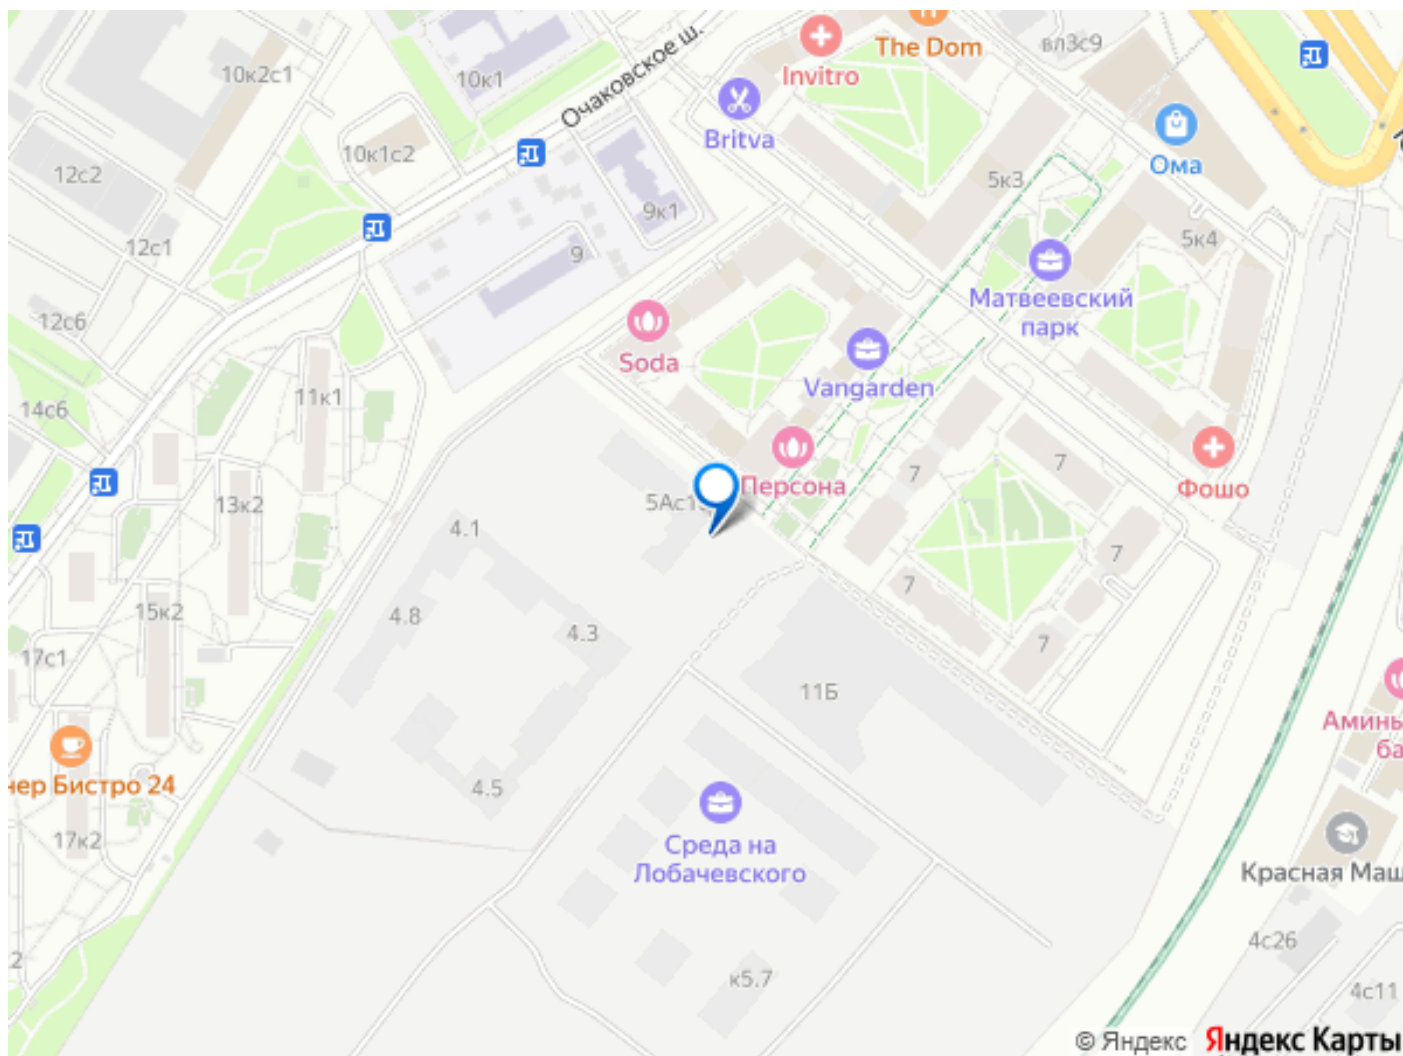 The Dom
вл3с9
Invitro
10к2с1
10к1
Очаковское ш.
Britva
Ома
10к1с2
12с2
5к3
9к1
5к4
12с1
9
Матвеевский
парк
12с6
Soda
Vangarden
11к1
14с6
7
7
Персона
Фошо
13к2
5Ас1
4.1
7
7
15к2
4.8
4.3
7
17с1
11Б
4.5
нер Бистро 24
Аминь
ба
17к2
Среда на
Лобачевского
Красная Маш
4с26
.2
к5.7
4с11
© Яндекс
Яндекс Карты